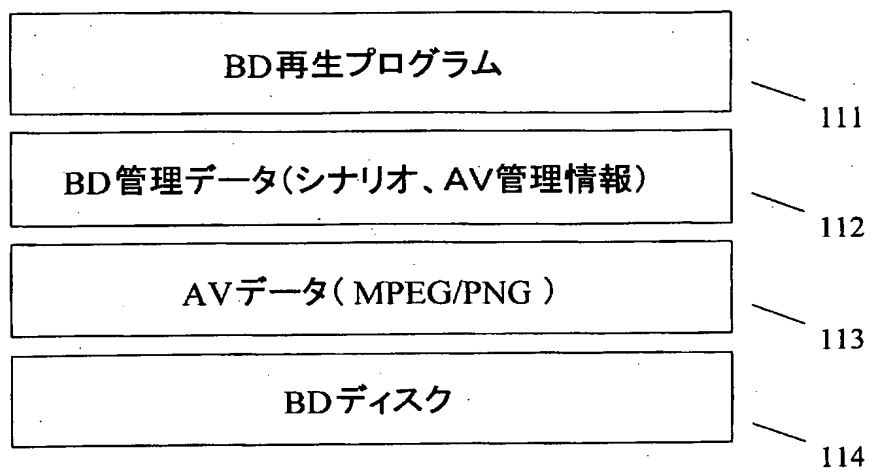 BD再生プログラム
111
BD管理データ(シナリオ、AV管理情報)
112
AVデータ( MPEG/PNG )
113
BDディスク
114